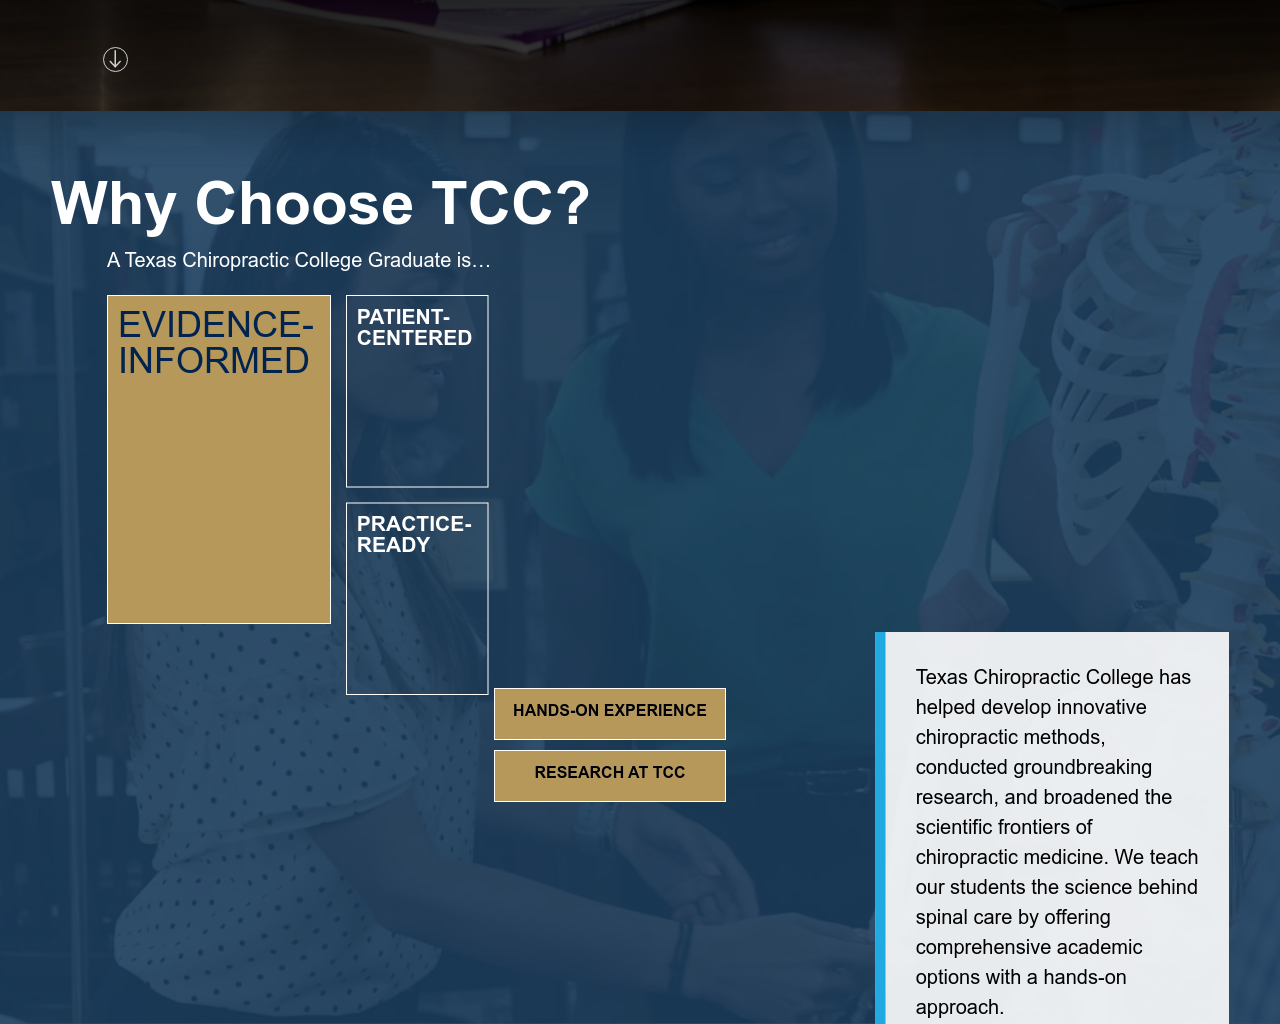 Why Choose TCC?
A Texas Chiropractic College Graduate is…
EVIDENCE-
INFORMED
PATIENT-
CENTERED
PRACTICE-
READY
HANDS-ON EXPERIENCE
RESEARCH AT TCC
Texas Chiropractic College has
helped develop innovative
chiropractic methods,
conducted groundbreaking
research, and broadened the
scientific frontiers of
chiropractic medicine. We teach
our students the science behind
spinal care by offering
comprehensive academic
options with a hands-on
approach.